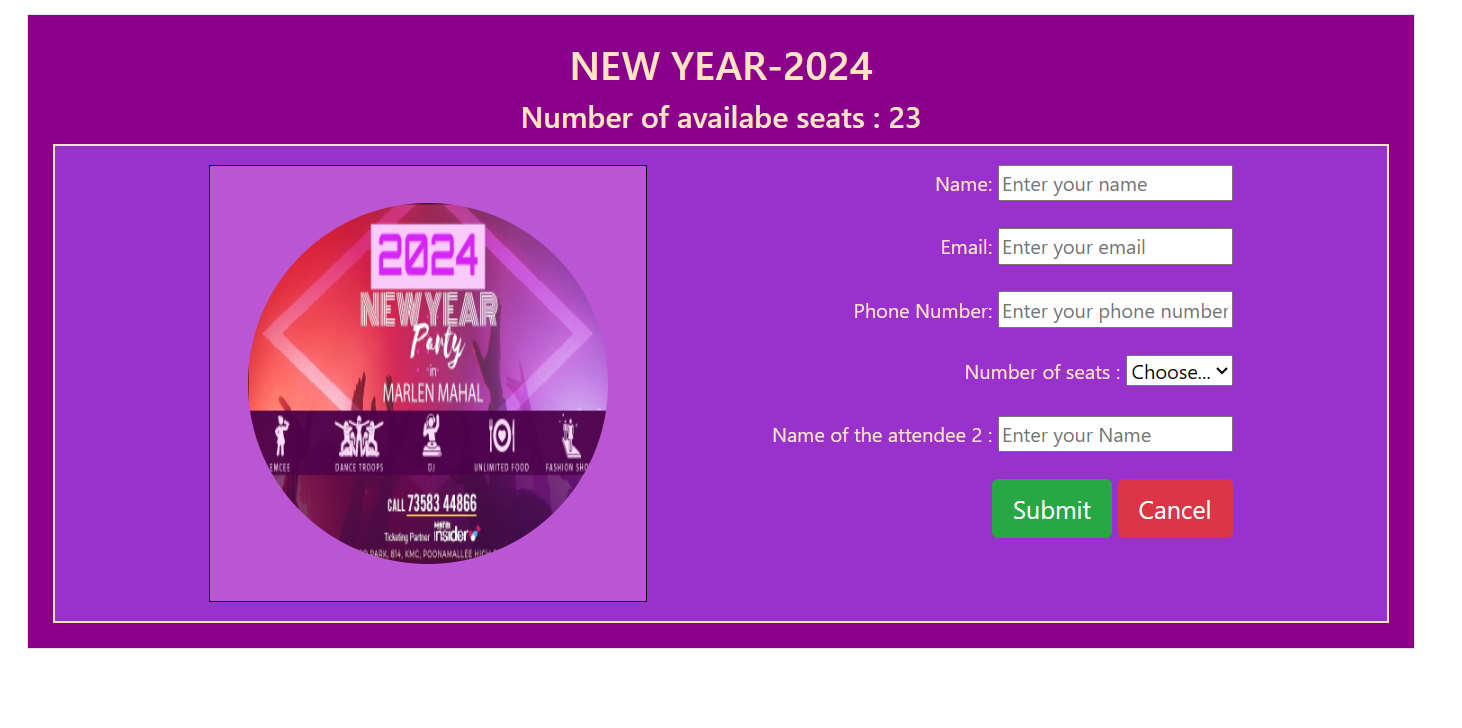 NEW YEAR-2024
Number of availabe seats : 23
2024
NEW YEAR
Party
in
MARLEN MAHAL
EMCEE
DANCE TROOPS
DJ
UNLIMITED FOOD
FASHION SHO
CALL 73583 44866
Ticketing Partner insider
PARK, 814, KMC, POONAMALLEE HIGH
Name: Enter your name
Email: Enter your email
Phone Number: Enter your phone number
Number of seats : Choose...
Name of the attendee 2 : Enter your Name
Submit Cancel